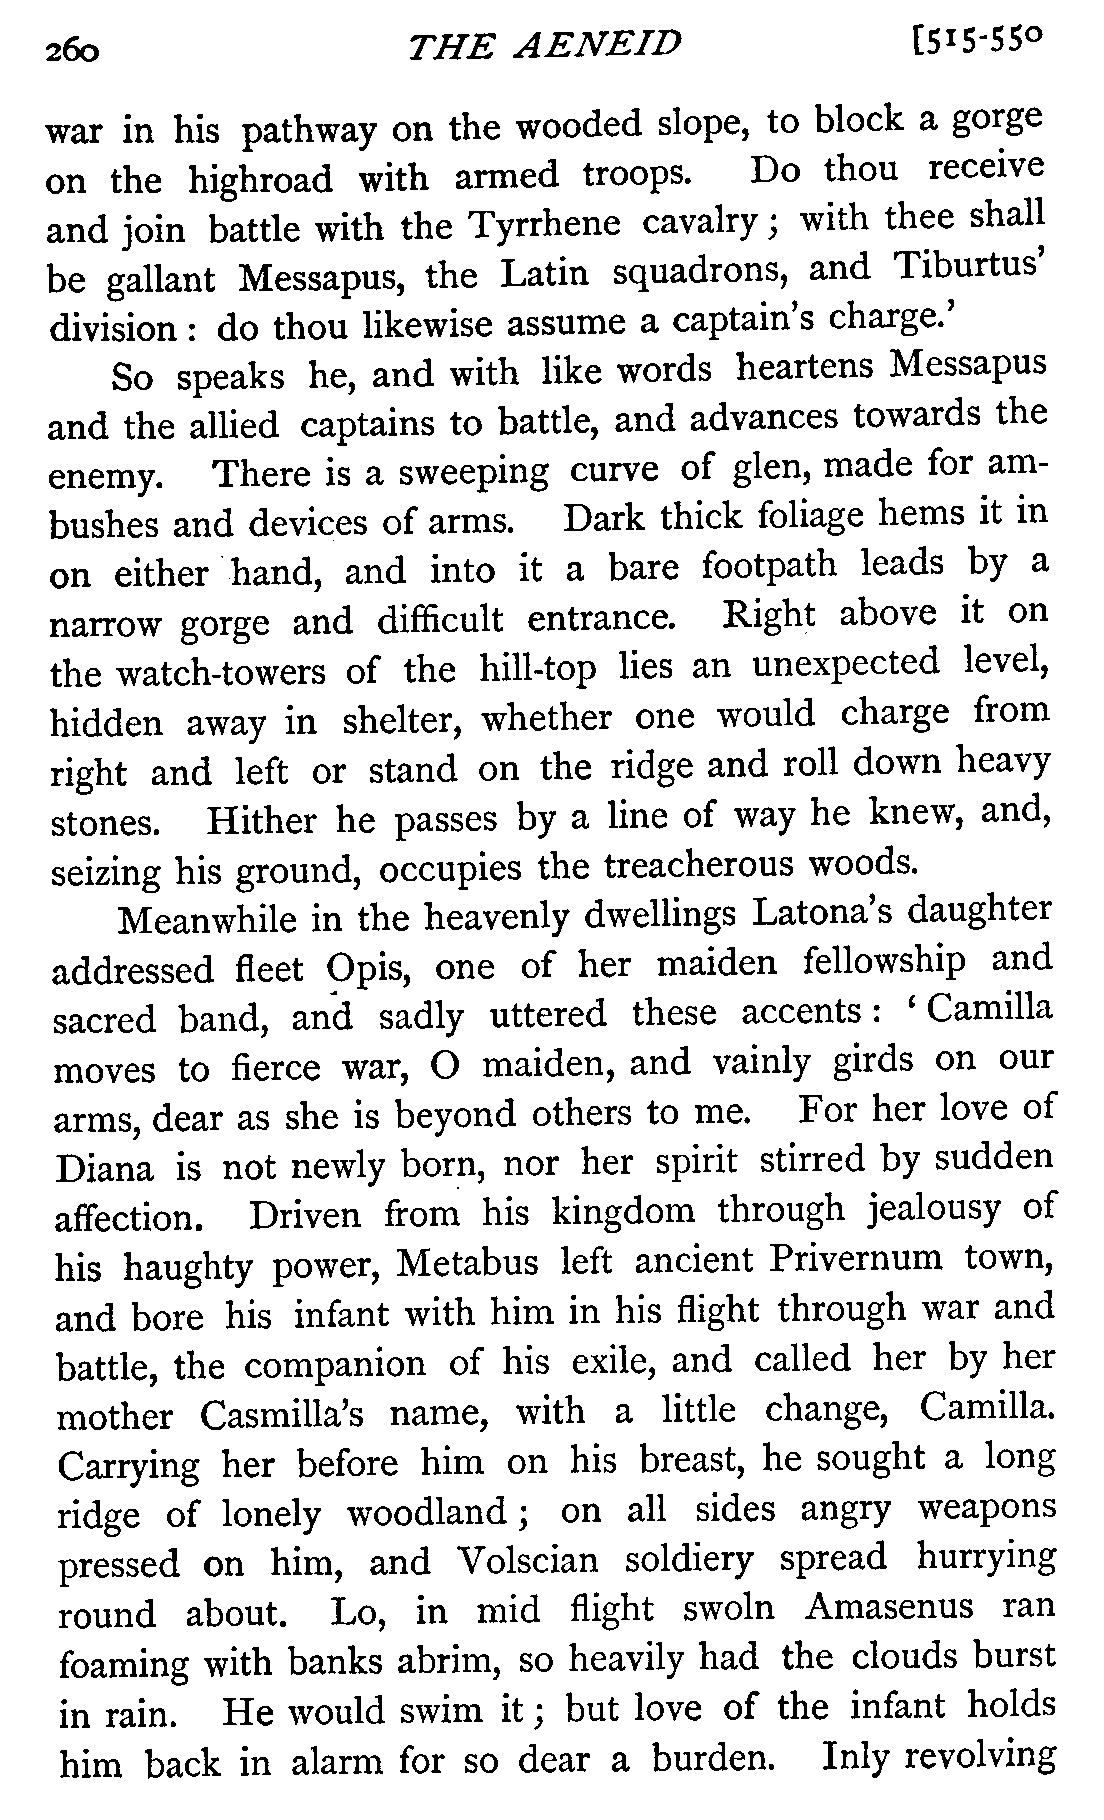 260 THE AENEID [515-550
war in his pathway on the wooded slope, to block a gorge
on the highroad with armed troops. Do thou receive
and join battle with the Tyrrhene cavalry ; with thee shall
be gallant Messapus, the Latin squadrons, and Tiburtus'
division : do thou likewise assume a captain's charge.'
So speaks he, and with like words heartens Messapus
and the allied captains to battle, and advances towards the
enemy. There is a sweeping curve of glen, made for am-
bushes and devices of arms. Dark thick foliage hems it in
on either hand, and into it a bare footpath leads by a
narrow gorge and difficult entrance. Right above it on
the watch-towers of the hill-top lies an unexpected level,
hidden away in shelter, whether one would charge from
right and left or stand on the ridge and roll down heavy
stones. Hither he passes by a line of way he knew, and,
seizing his ground, occupies the treacherous woods.
Meanwhile in the heavenly dwellings Latona's daughter
addressed fleet Opis, one of her maiden fellowship and
sacred band, and sadly uttered these accents : ' Camilla
moves to fierce war, O maiden, and vainly girds on our
arms, dear as she is beyond others to me. For her love of
Diana is not newly born, nor her spirit stirred by sudden
affection. Driven from his kingdom through jealousy of
his haughty power, Metabus left ancient Privernum town,
and bore his infant with him in his flight through war and
battle, the companion of his exile, and called her by her
mother Casmilla's name, with a little change, Camilla.
Carrying her before him on his breast, he sought a long
ridge of lonely woodland ; on all sides angry weapons
pressed on him, and Volscian soldiery spread hurrying
round about. Lo, in mid flight swoln Amasenus ran
foaming with banks abrim, so heavily had the clouds burst
in rain. He would swim it ; but love of the infant holds
him back in alarm for so dear a burden. Inly revolving